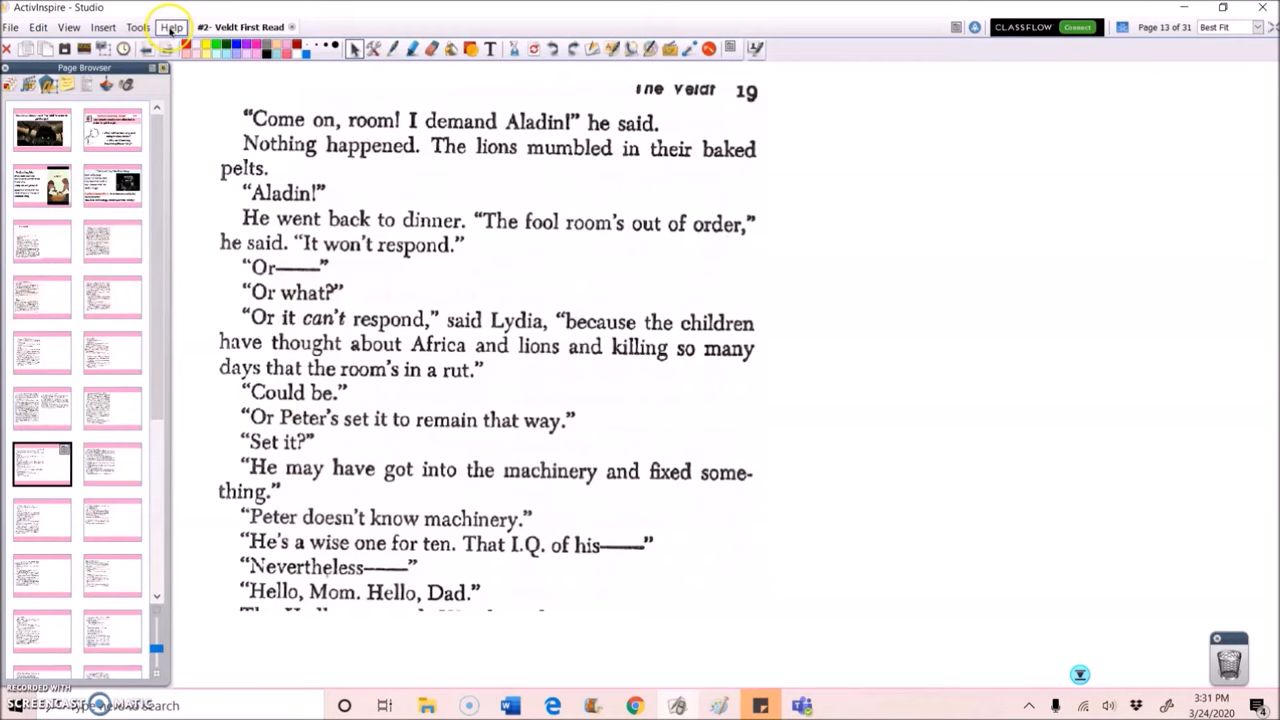 ActivInspire - Studio
File Edit View Insert Tools Help #2- Veldt First Read
CLASSFLOW Connect Page 13 of 31 Best Fit
Page Browser
The Veldt 19
“Come on, room! I demand Aladin!” he said.
Nothing happened. The lions mumbled in their baked
pelts.
“Aladin!”
He went back to dinner. “The fool room’s out of order,”
he said. “It won’t respond.”
“Or——”
“Or what?”
“Or it can’t respond,” said Lydia, “because the children
have thought about Africa and lions and killing so many
days that the room’s in a rut.”
“Could be.”
“Or Peter’s set it to remain that way.”
“Set it?”
“He may have got into the machinery and fixed some-
thing.”
“Peter doesn’t know machinery.”
“He’s a wise one for ten. That I.Q. of his——”
“Nevertheless——”
“Hello, Mom. Hello, Dad.”
RECORDED WITH
SCREENCAST MATIC
Type here to search
3:31 PM
3/24/2020
4